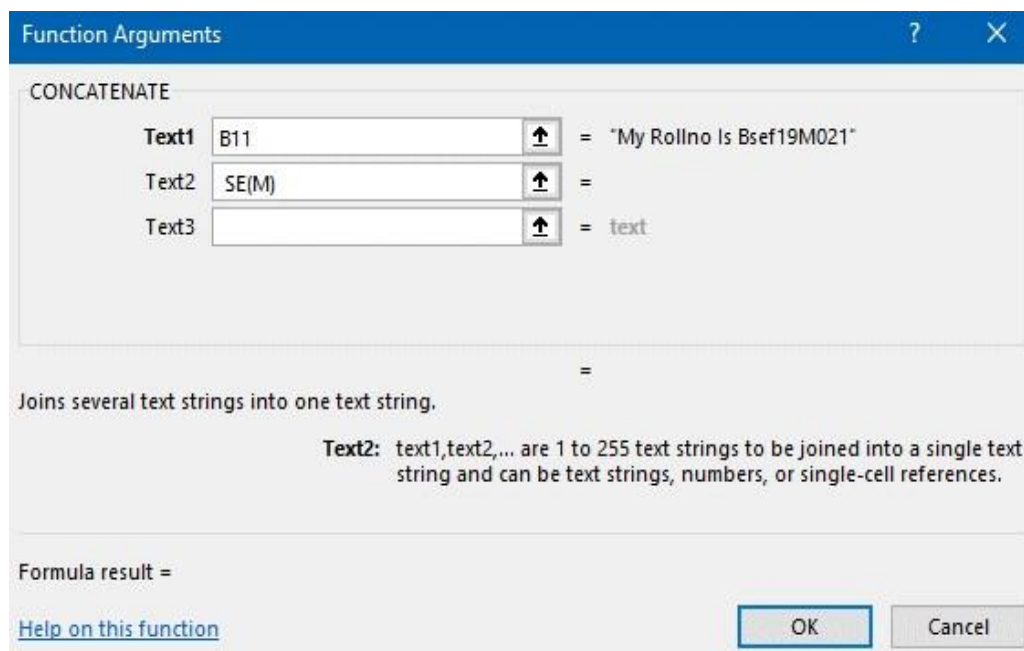 Function Arguments ? ×
CONCATENATE
Text1 B11 = "My Rollno Is Bsef19M021"
Text2 SE(M) =
Text3 = text
=
Joins several text strings into one text string.
Text2: text1,text2,... are 1 to 255 text strings to be joined into a single text
string and can be text strings, numbers, or single-cell references.
Formula result =
Help on this function OK Cancel